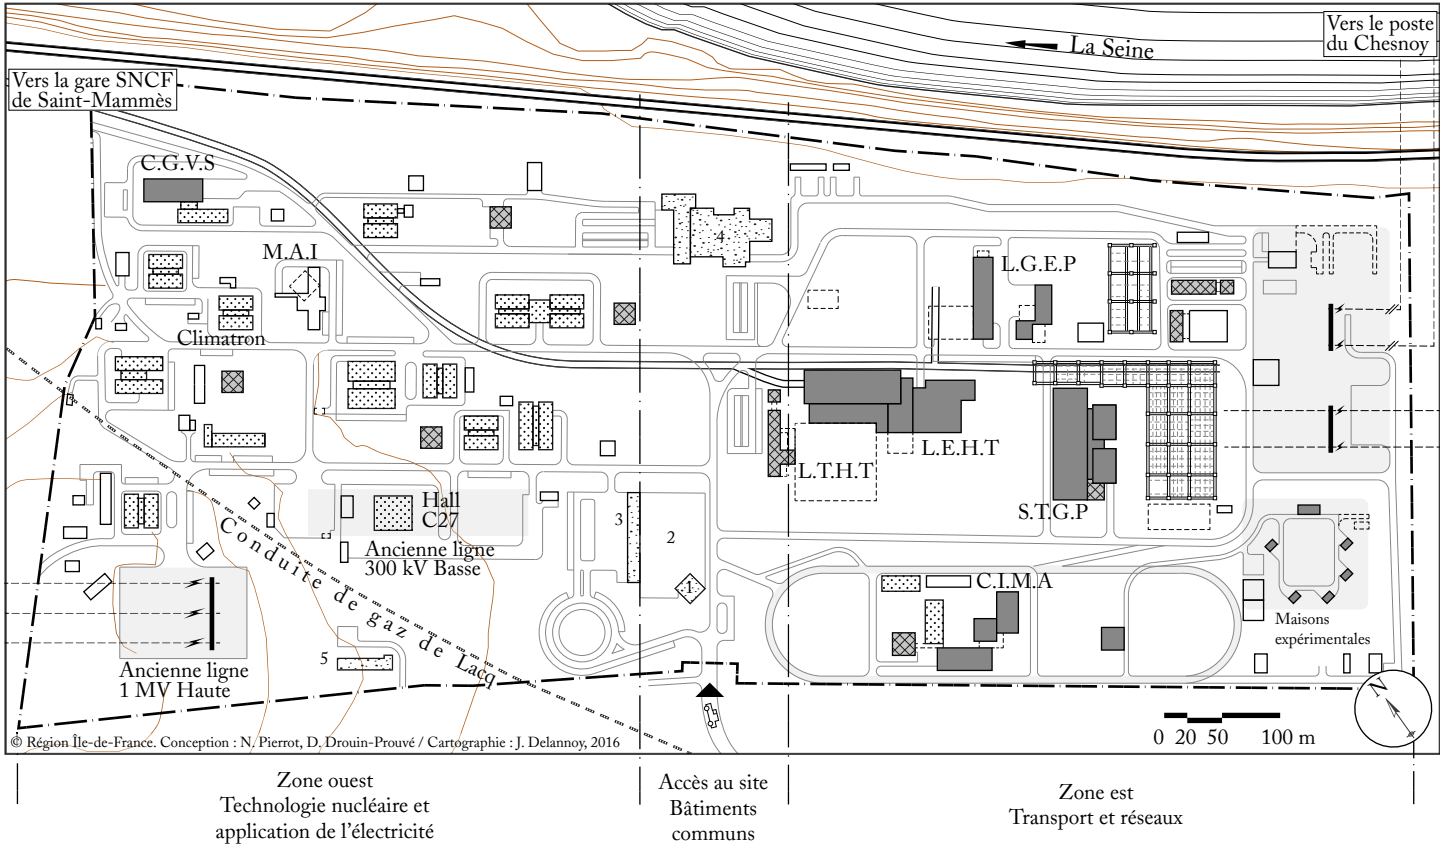 Vers le poste
du Chesnoy
La Seine
Vers la gare SNCF
de Saint-Mammès
C.G.V.S
M.A.I
4
L.G.E.P
Climatron
L.E.H.T
L.T.H.T
Hall
C27
S.T.G.P
3
2
Ancienne ligne
300 kV Basse
Conduite de gaz de Lacq
1
C.I.M.A
Maisons
expérimentales
5
Ancienne ligne
1 MV Haute
N
0 20 50 100 m
© Région Île-de-France. Conception : N. Pierrot, D. Drouin-Prouvé / Cartographie : J. Delannoy, 2016
Zone ouest
Technologie nucléaire et
application de l'électricité
Accès au site
Bâtiments
communs
Zone est
Transport et réseaux